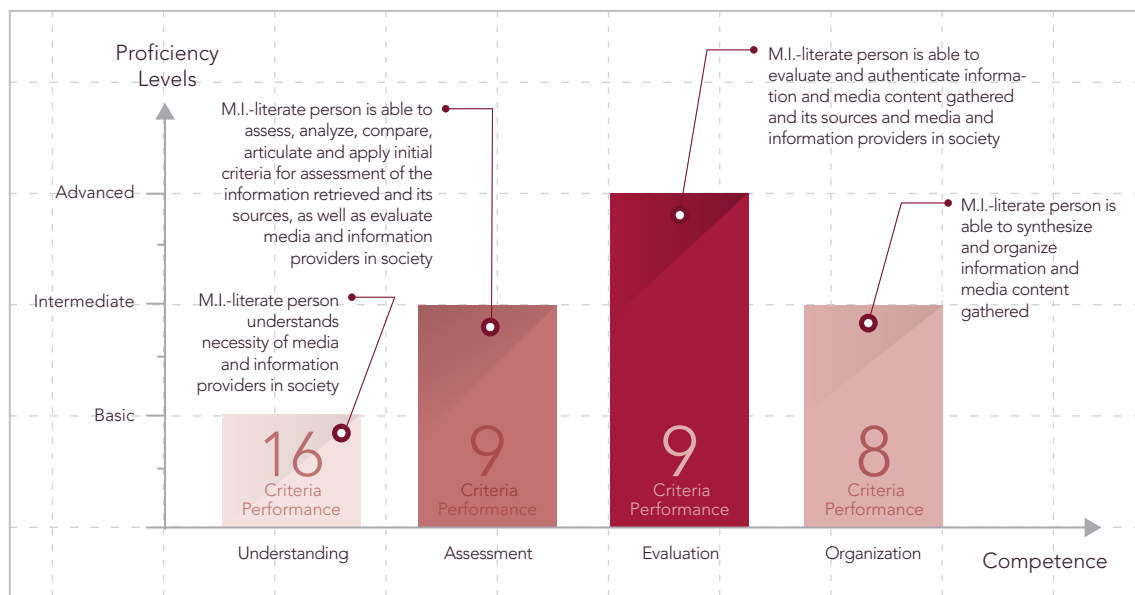 Proficiency
Levels
M.I.-literate person is able to
assess, analyze, compare,
articulate and apply initial
criteria for assessment of the
information retrieved and its
sources, as well as evaluate
media and information
providers in society
M.I.-literate person is able to
evaluate and authenticate informa-
tion and media content gathered
and its sources and media and
information providers in society
M.I.-literate person is
able to synthesize
and organize
information and
media content
gathered
M.I.-literate person
understands
necessity of media
and information
providers in society
Advanced
Intermediate
Basic
16
Criteria
Performance
9
Criteria
Performance
9
Criteria
Performance
8
Criteria
Performance
Understanding
Assessment
Evaluation
Organization
Competence